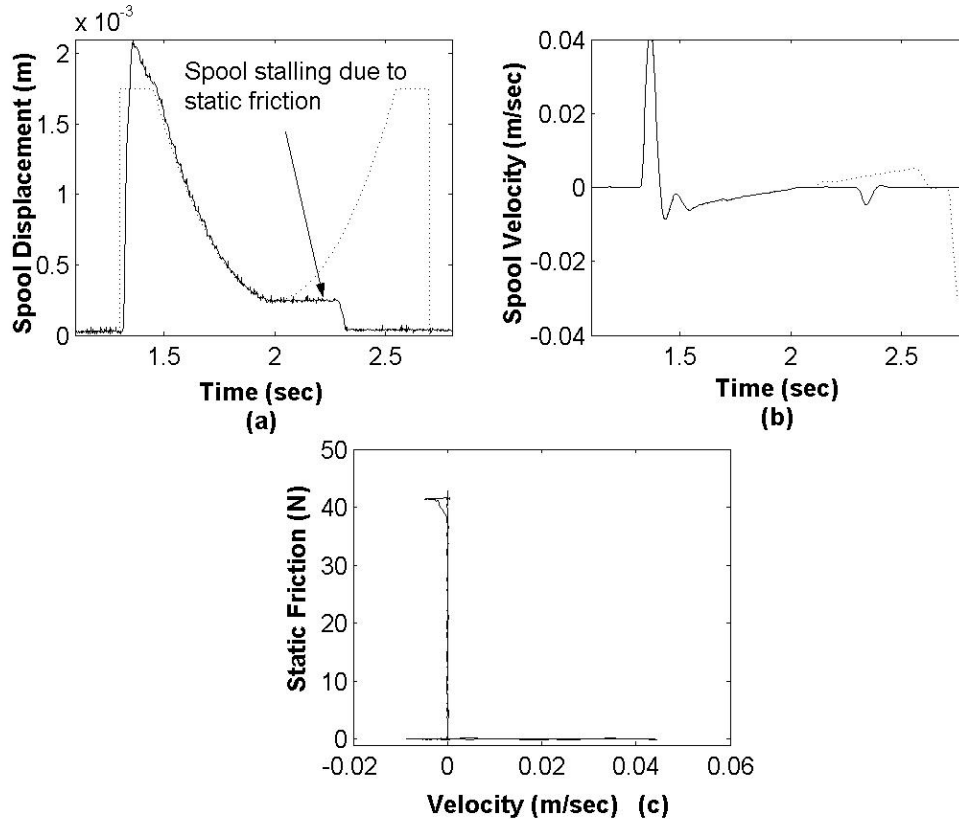 x 10^-3
2
1.5
1
0.5
0
Spool Displacement (m)
Spool stalling due to
static friction
1.5
2
2.5
Time (sec)
(a)
0.04
0.02
0
-0.02
-0.04
Spool Velocity (m/sec)
1.5
2
2.5
Time (sec)
(b)
50
40
30
20
10
0
Static Friction (N)
-0.02
0
0.02
0.04
0.06
Velocity (m/sec) (c)